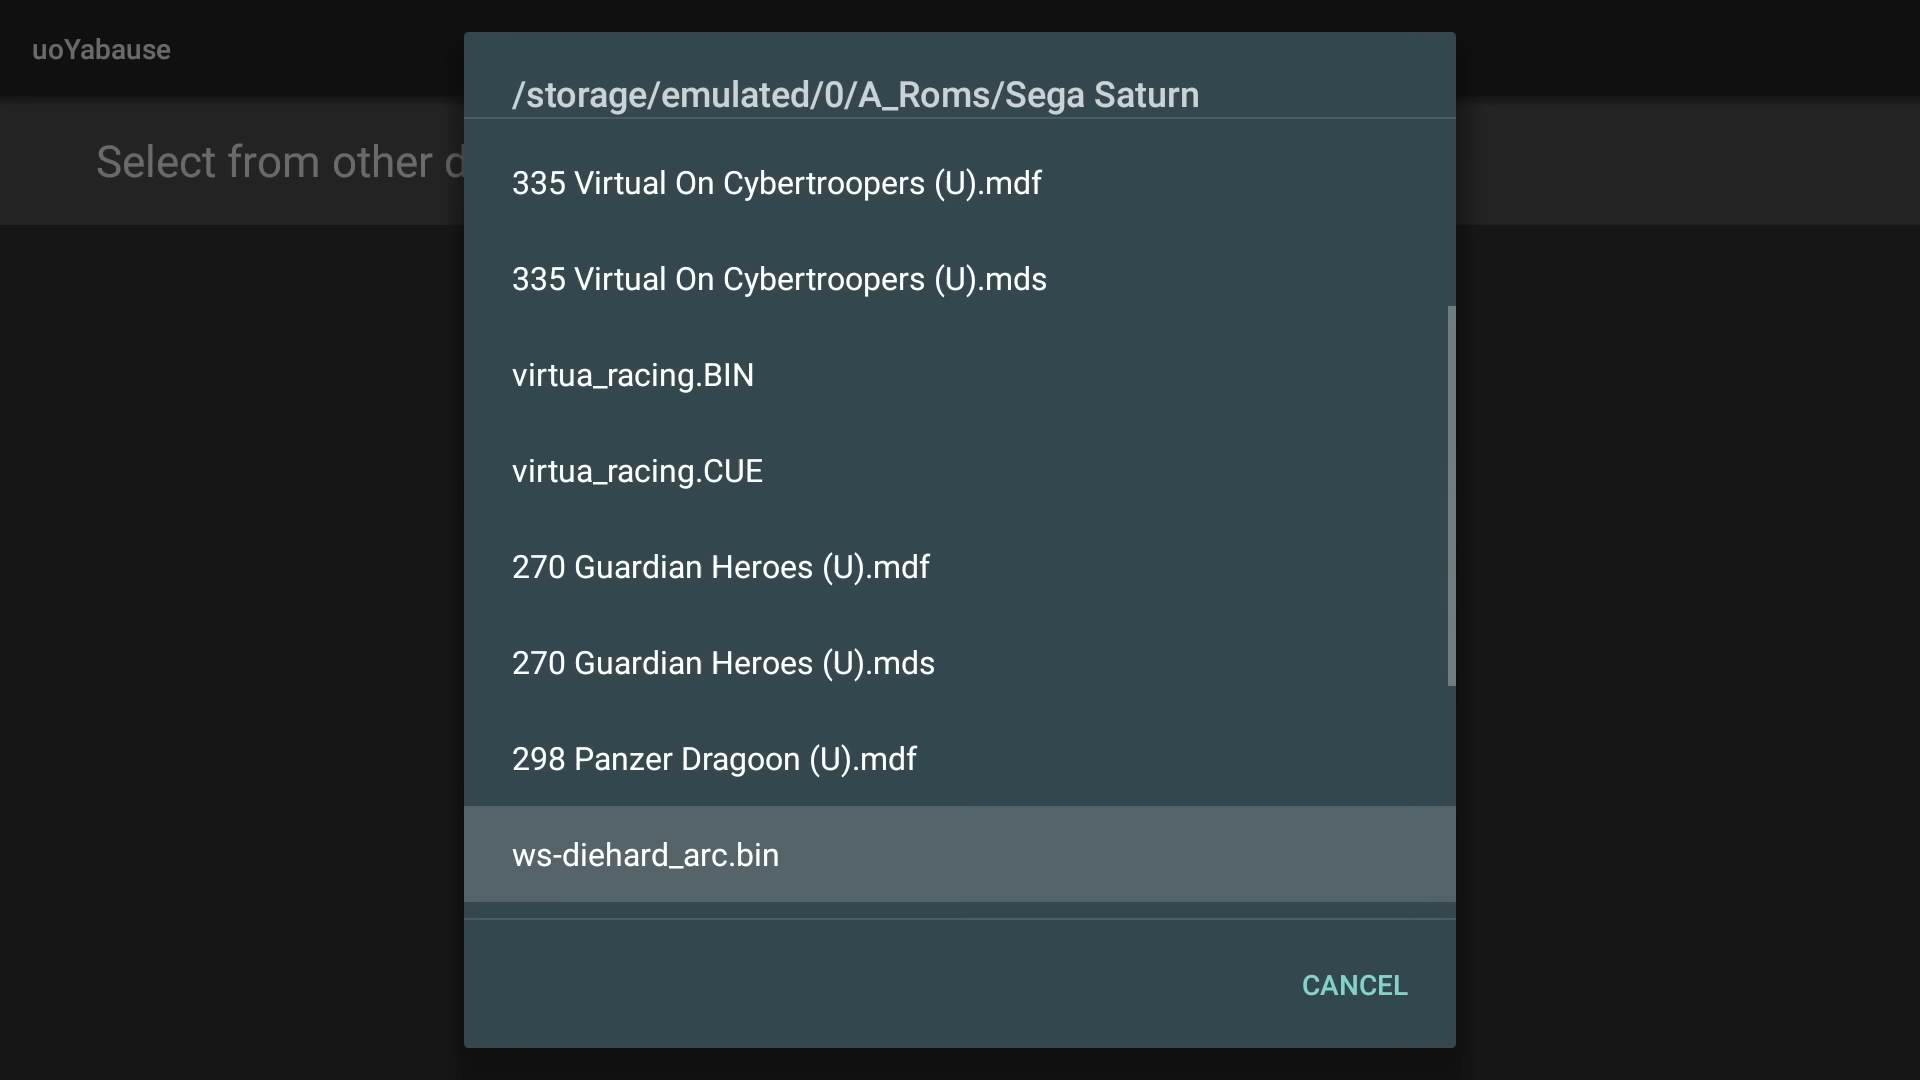 uoYabause
/storage/emulated/0/A_Roms/Sega Saturn
Select from other d
335 Virtual On Cybertroopers (U).mdf
335 Virtual On Cybertroopers (U).mds
virtua_racing.BIN
virtua_racing.CUE
270 Guardian Heroes (U).mdf
270 Guardian Heroes (U).mds
298 Panzer Dragoon (U).mdf
ws-diehard_arc.bin
CANCEL